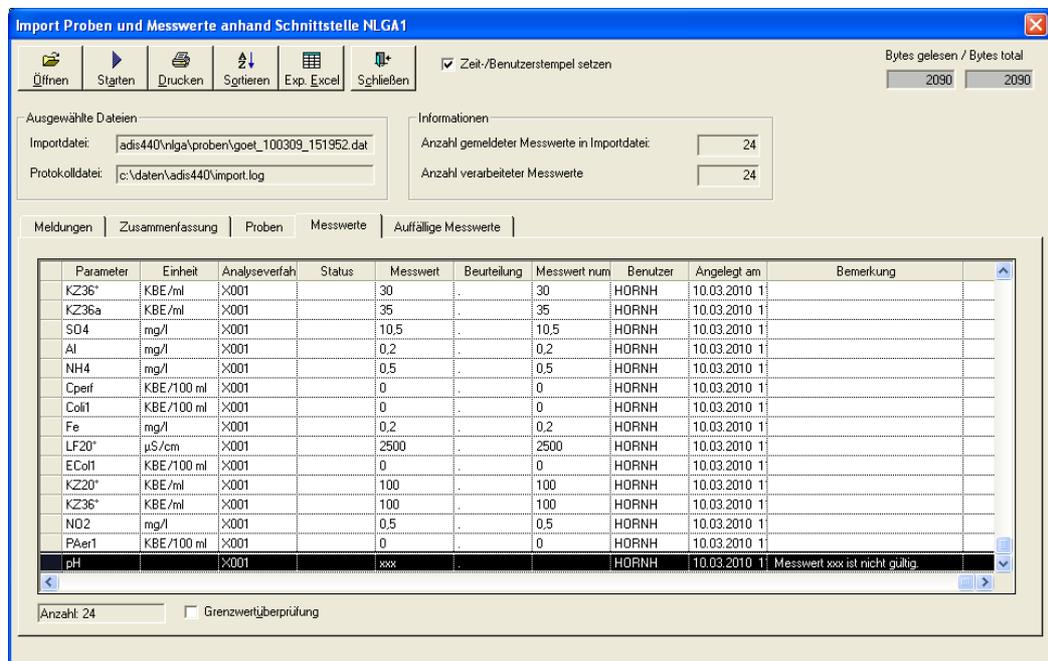 Import Proben und Messwerte anhand Schnittstelle NLGA1
Öffnen Starten Drucken Sortieren Exp. Excel Schließen
Zeit-/Benutzerstempel setzen
Bytes gelesen / Bytes total
2090 2090
Ausgewählte Dateien
Importdatei: adis440\nlga\proben\goet_100309_151952.dat
Protokolldatei: c:\daten\adis440\import.log
Informationen
Anzahl gemeldeter Messwerte in Importdatei: 24
Anzahl verarbeiteter Messwerte 24
Meldungen Zusammenfassung Proben Messwerte Auffällige Messwerte
Parameter Einheit Analyseverfah Status Messwert Beurteilung Messwert num Benutzer Angelegt am Bemerkung
KZ36° KBE/ml X001 30 . 30 HORNH 10.03.2010 1
KZ36a KBE/ml X001 35 . 35 HORNH 10.03.2010 1
SO4 mg/l X001 10,5 . 10,5 HORNH 10.03.2010 1
Al mg/l X001 0,2 . 0,2 HORNH 10.03.2010 1
NH4 mg/l X001 0,5 . 0,5 HORNH 10.03.2010 1
Cperf KBE/100 ml X001 0 . 0 HORNH 10.03.2010 1
Coli1 KBE/100 ml X001 0 . 0 HORNH 10.03.2010 1
Fe mg/l X001 0,2 . 0,2 HORNH 10.03.2010 1
LF20° µS/cm X001 2500 . 2500 HORNH 10.03.2010 1
ECol1 KBE/100 ml X001 0 . 0 HORNH 10.03.2010 1
KZ20° KBE/ml X001 100 . 100 HORNH 10.03.2010 1
KZ36° KBE/ml X001 100 . 100 HORNH 10.03.2010 1
NO2 mg/l X001 0,5 . 0,5 HORNH 10.03.2010 1
PAer1 KBE/100 ml X001 0 . 0 HORNH 10.03.2010 1
pH X001 xxx . HORNH 10.03.2010 1 Messwert xxx ist nicht gültig.
Anzahl: 24
Grenzwertüberprüfung